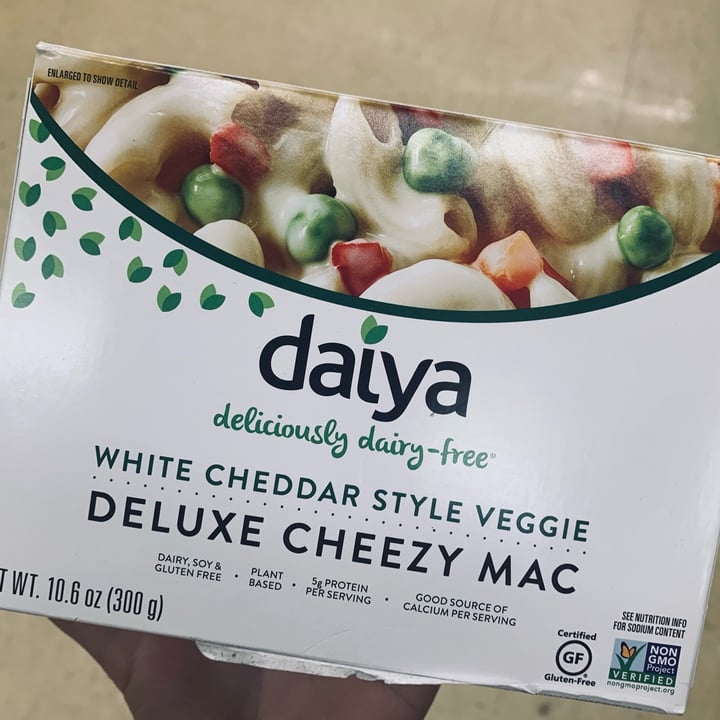 ENLARGED TO SHOW DETAIL
daiya
deliciously dairy-free®
WHITE CHEDDAR STYLE VEGGIE
DELUXE CHEEZY MAC
DAIRY, SOY &
GLUTEN FREE
•
PLANT
BASED
•
5g PROTEIN
PER SERVING
•
GOOD SOURCE OF
CALCIUM PER SERVING
T WT. 10.6 oz (300 g)
SEE NUTRITION INFO
FOR SODIUM CONTENT
Certified
GF
Gluten-Free
NON
GMO
Project
VERIFIED
nongmoproject.org